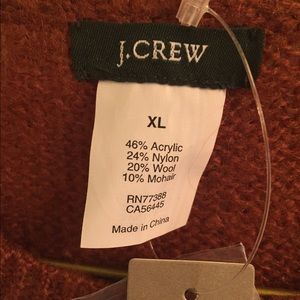 J.CREW
XL
46% Acrylic
24% Nylon
20% Wool
10% Mohair
RN77388
CA56445
Made in China